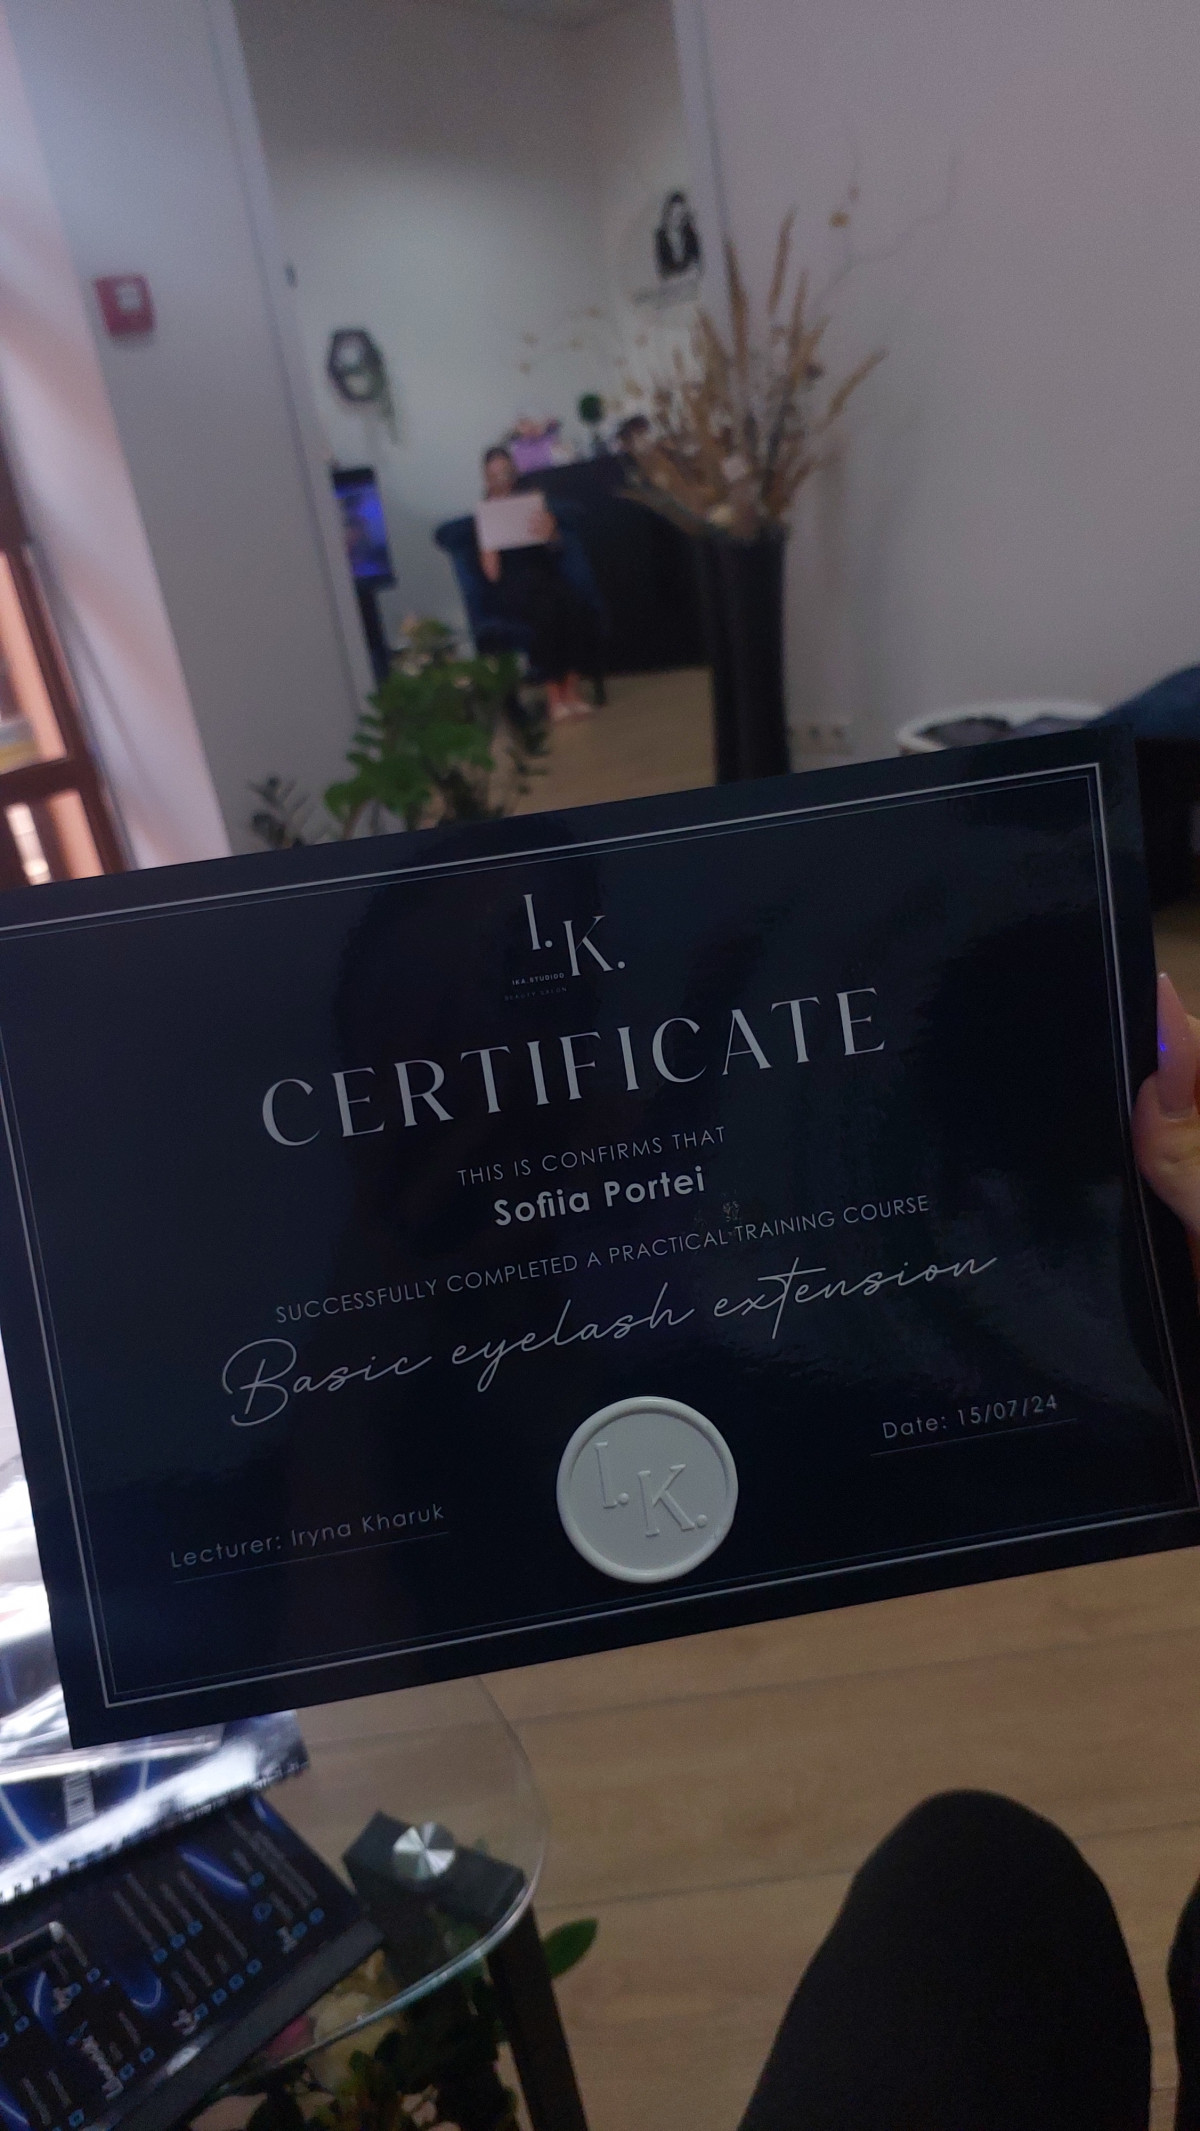 I.K.
IRA.STUDIOO
BEAUTY SALON
CERTIFICATE
THIS IS CONFIRMS THAT
Sofiia Portei
SUCCESSFULLY COMPLETED A PRACTICAL TRAINING COURSE
Basic eyelash extension
Date: 15/07/24
I.K.
Lecturer: Iryna Kharuk